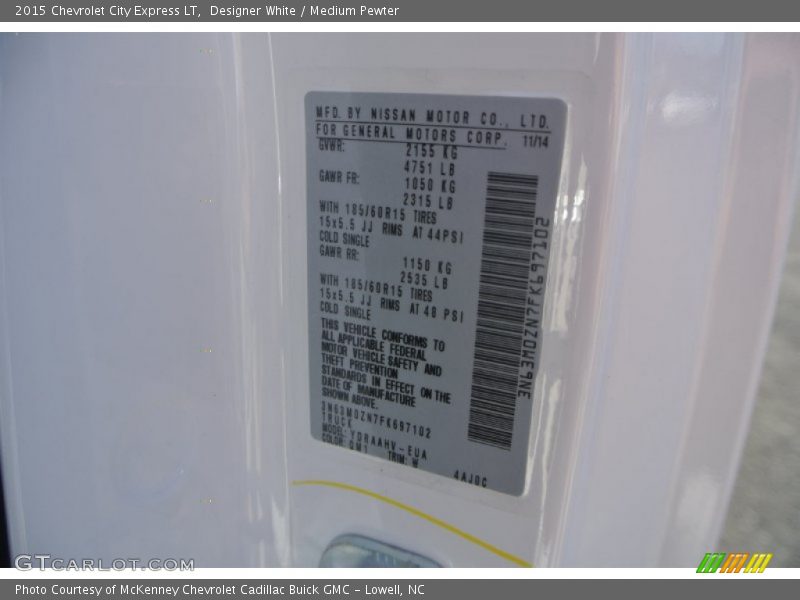 2015 Chevrolet City Express LT,  Designer White / Medium Pewter
MFD. BY NISSAN MOTOR CO., LTD.
FOR GENERAL MOTORS CORP. 11/14
GVWR: 2155 KG
4751 LB
GAWR FR: 1050 KG
2315 LB
WITH 185/60R15 TIRES
15x5.5 JJ RIMS AT 44PSI
COLD SINGLE
GAWR RR: 1150 KG
2535 LB
WITH 185/60R15 TIRES
15x5.5 JJ RIMS AT 48 PSI
COLD SINGLE
THIS VEHICLE CONFORMS TO
ALL APPLICABLE FEDERAL
MOTOR VEHICLE SAFETY AND
THEFT PREVENTION
STANDARDS IN EFFECT ON THE
DATE OF MANUFACTURE
SHOWN ABOVE.
3N63M0ZN7FK697102
TRUCK
MODEL: YDRAAHV-EUA
COLOR: QM1 TRIM: W
4AJ0C
3N63M0ZN7FK697102
GTCARLOT.COM
Photo Courtesy of McKenney Chevrolet Cadillac Buick GMC – Lowell, NC